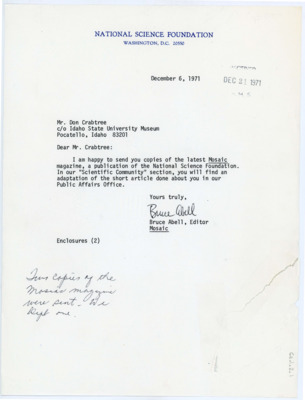 NATIONAL SCIENCE FOUNDATION
WASHINGTON, D.C. 20550
December 6, 1971
DEC 21 1971
Mr. Don Crabtree
c/o Idaho State University Museum
Pocatello, Idaho 83201
Dear Mr. Crabtree:
I am happy to send you copies of the latest Mosaic
magazine, a publication of the National Science Foundation.
In our "Scientific Community" section, you will find an
adaptation of the short article done about you in our
Public Affairs Office.
Yours truly,
Bruce Abell
Bruce Abell, Editor
Mosaic
Enclosures (2)
Two copies of the
Mosaic magazine
were sent. We
kept one.